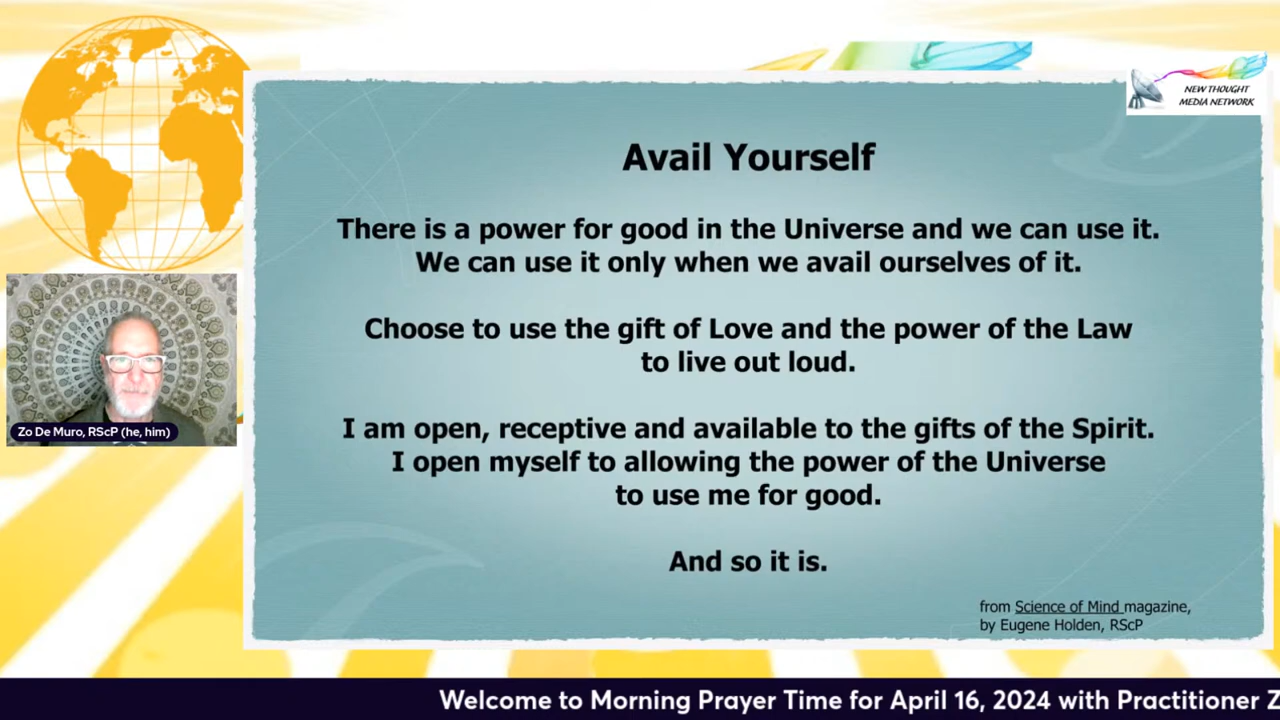 NEW THOUGHT
MEDIA NETWORK
Avail Yourself
There is a power for good in the Universe and we can use it.
We can use it only when we avail ourselves of it.
Choose to use the gift of Love and the power of the Law
to live out loud.
I am open, receptive and available to the gifts of the Spirit.
I open myself to allowing the power of the Universe
to use me for good.
And so it is.
from Science of Mind magazine,
by Eugene Holden, RScP
Zo De Muro, RScP (he, him)
Welcome to Morning Prayer Time for April 16, 2024 with Practitioner Z